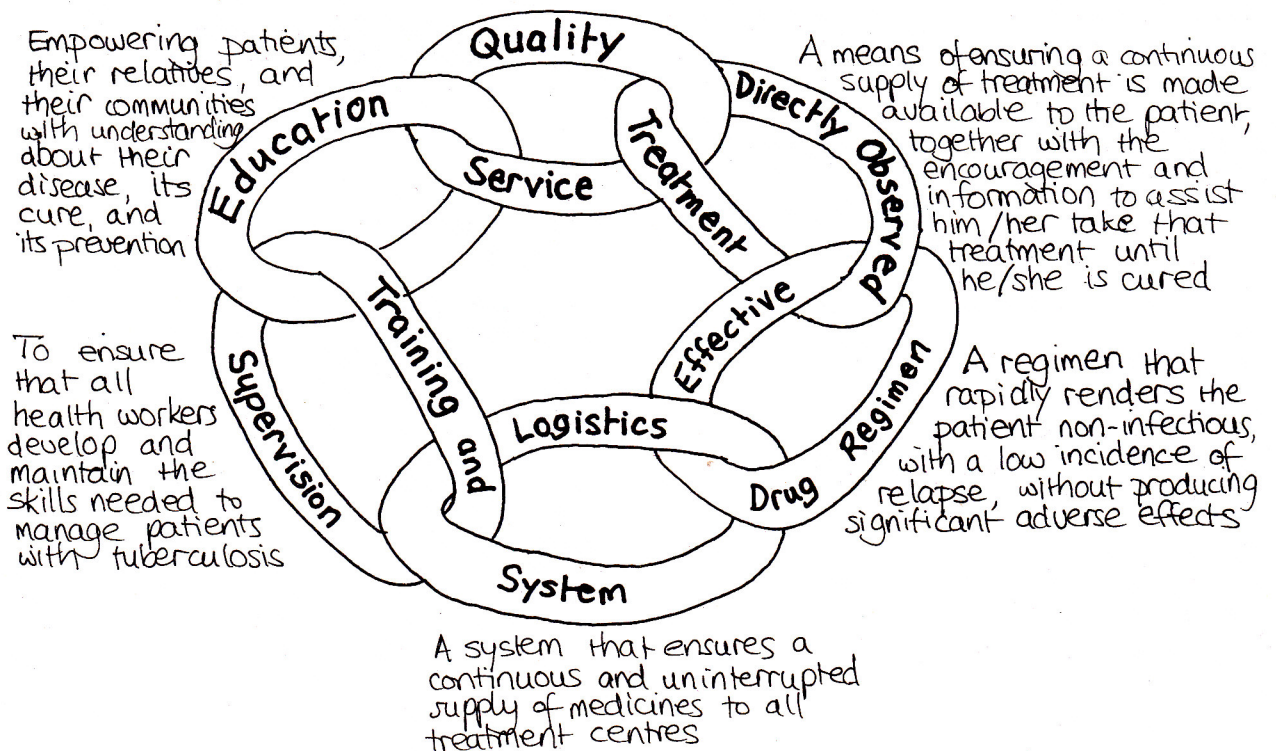 Quality
Service
Directly Observed
Treatment
Effective
Drug Regimen
Logistics
System
Training and
Supervision
Education
Empowering patients,
their relatives, and
their communities
with understanding
about their
disease, its
cure, and
its prevention
A means of ensuring a continuous
supply of treatment is made
available to the patient,
together with the
encouragement and
information to assist
him/her take that
treatment until
he/she is cured
To ensure
that all
health workers
develop and
maintain the
skills needed to
manage patients
with tuberculosis
A regimen that
rapidly renders the
patient non-infectious,
with a low incidence of
relapse, without producing
significant adverse effects
A system that ensures a
continuous and uninterrupted
supply of medicines to all
treatment centres